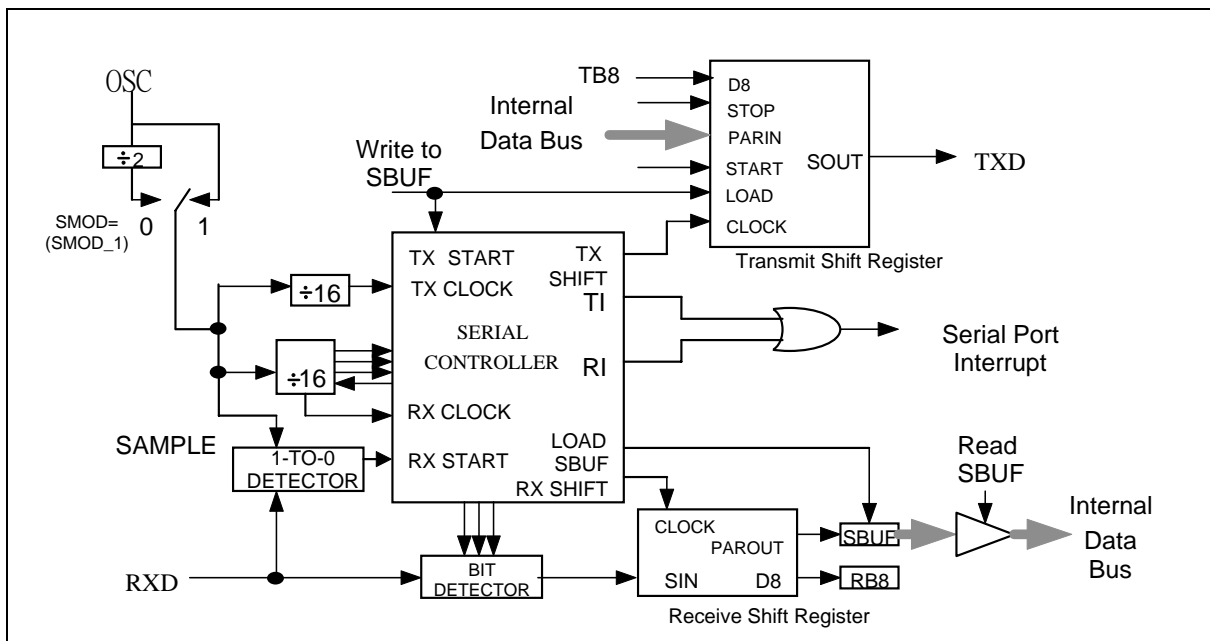 OSC
÷2
SMOD=
(SMOD_1)
0
1
TB8
Internal
Data Bus
Write to
SBUF
D8
STOP
PARIN
START
LOAD
CLOCK
SOUT
TXD
Transmit Shift Register
÷16
÷16
TX START
TX CLOCK
SERIAL
CONTROLLER
RX CLOCK
RX START
TX
SHIFT
TI
RI
LOAD
SBUF
RX SHIFT
Serial Port
Interrupt
SAMPLE
1-TO-0
DETECTOR
RXD
BIT
DETECTOR
CLOCK
PAROUT
SIN
D8
Receive Shift Register
SBUF
RB8
Read
SBUF
Internal
Data
Bus